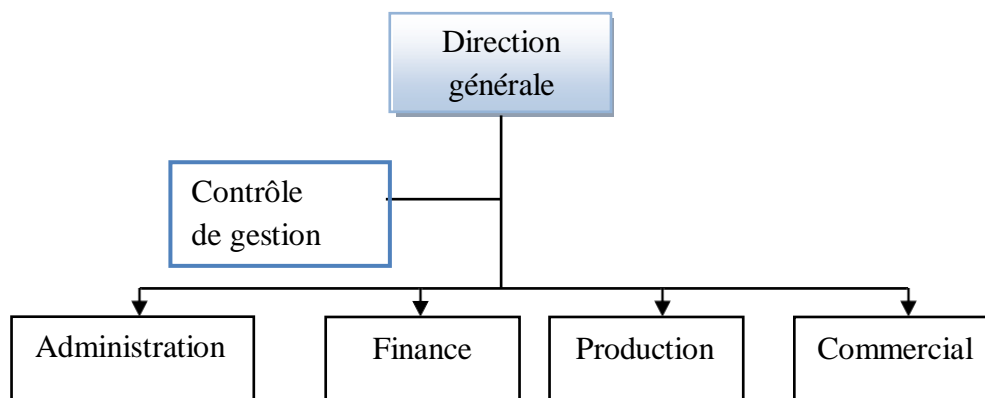 Direction
générale
Contrôle
de gestion
Administration
Finance
Production
Commercial